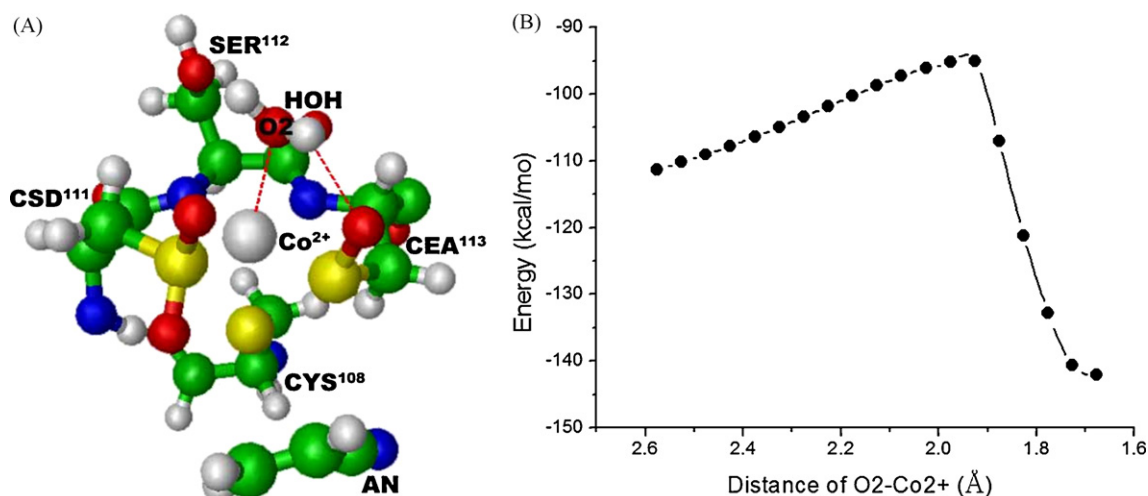 (A)
SER¹¹²
HOH
O2
CSD¹¹¹
Co²⁺
CEA¹¹³
CYS¹⁰⁸
AN
(B)
Energy (kcal/mo)
-90
-100
-110
-120
-130
-140
-150
2.6 2.4 2.2 2.0 1.8 1.6
Distance of O2-Co2+ (Å)